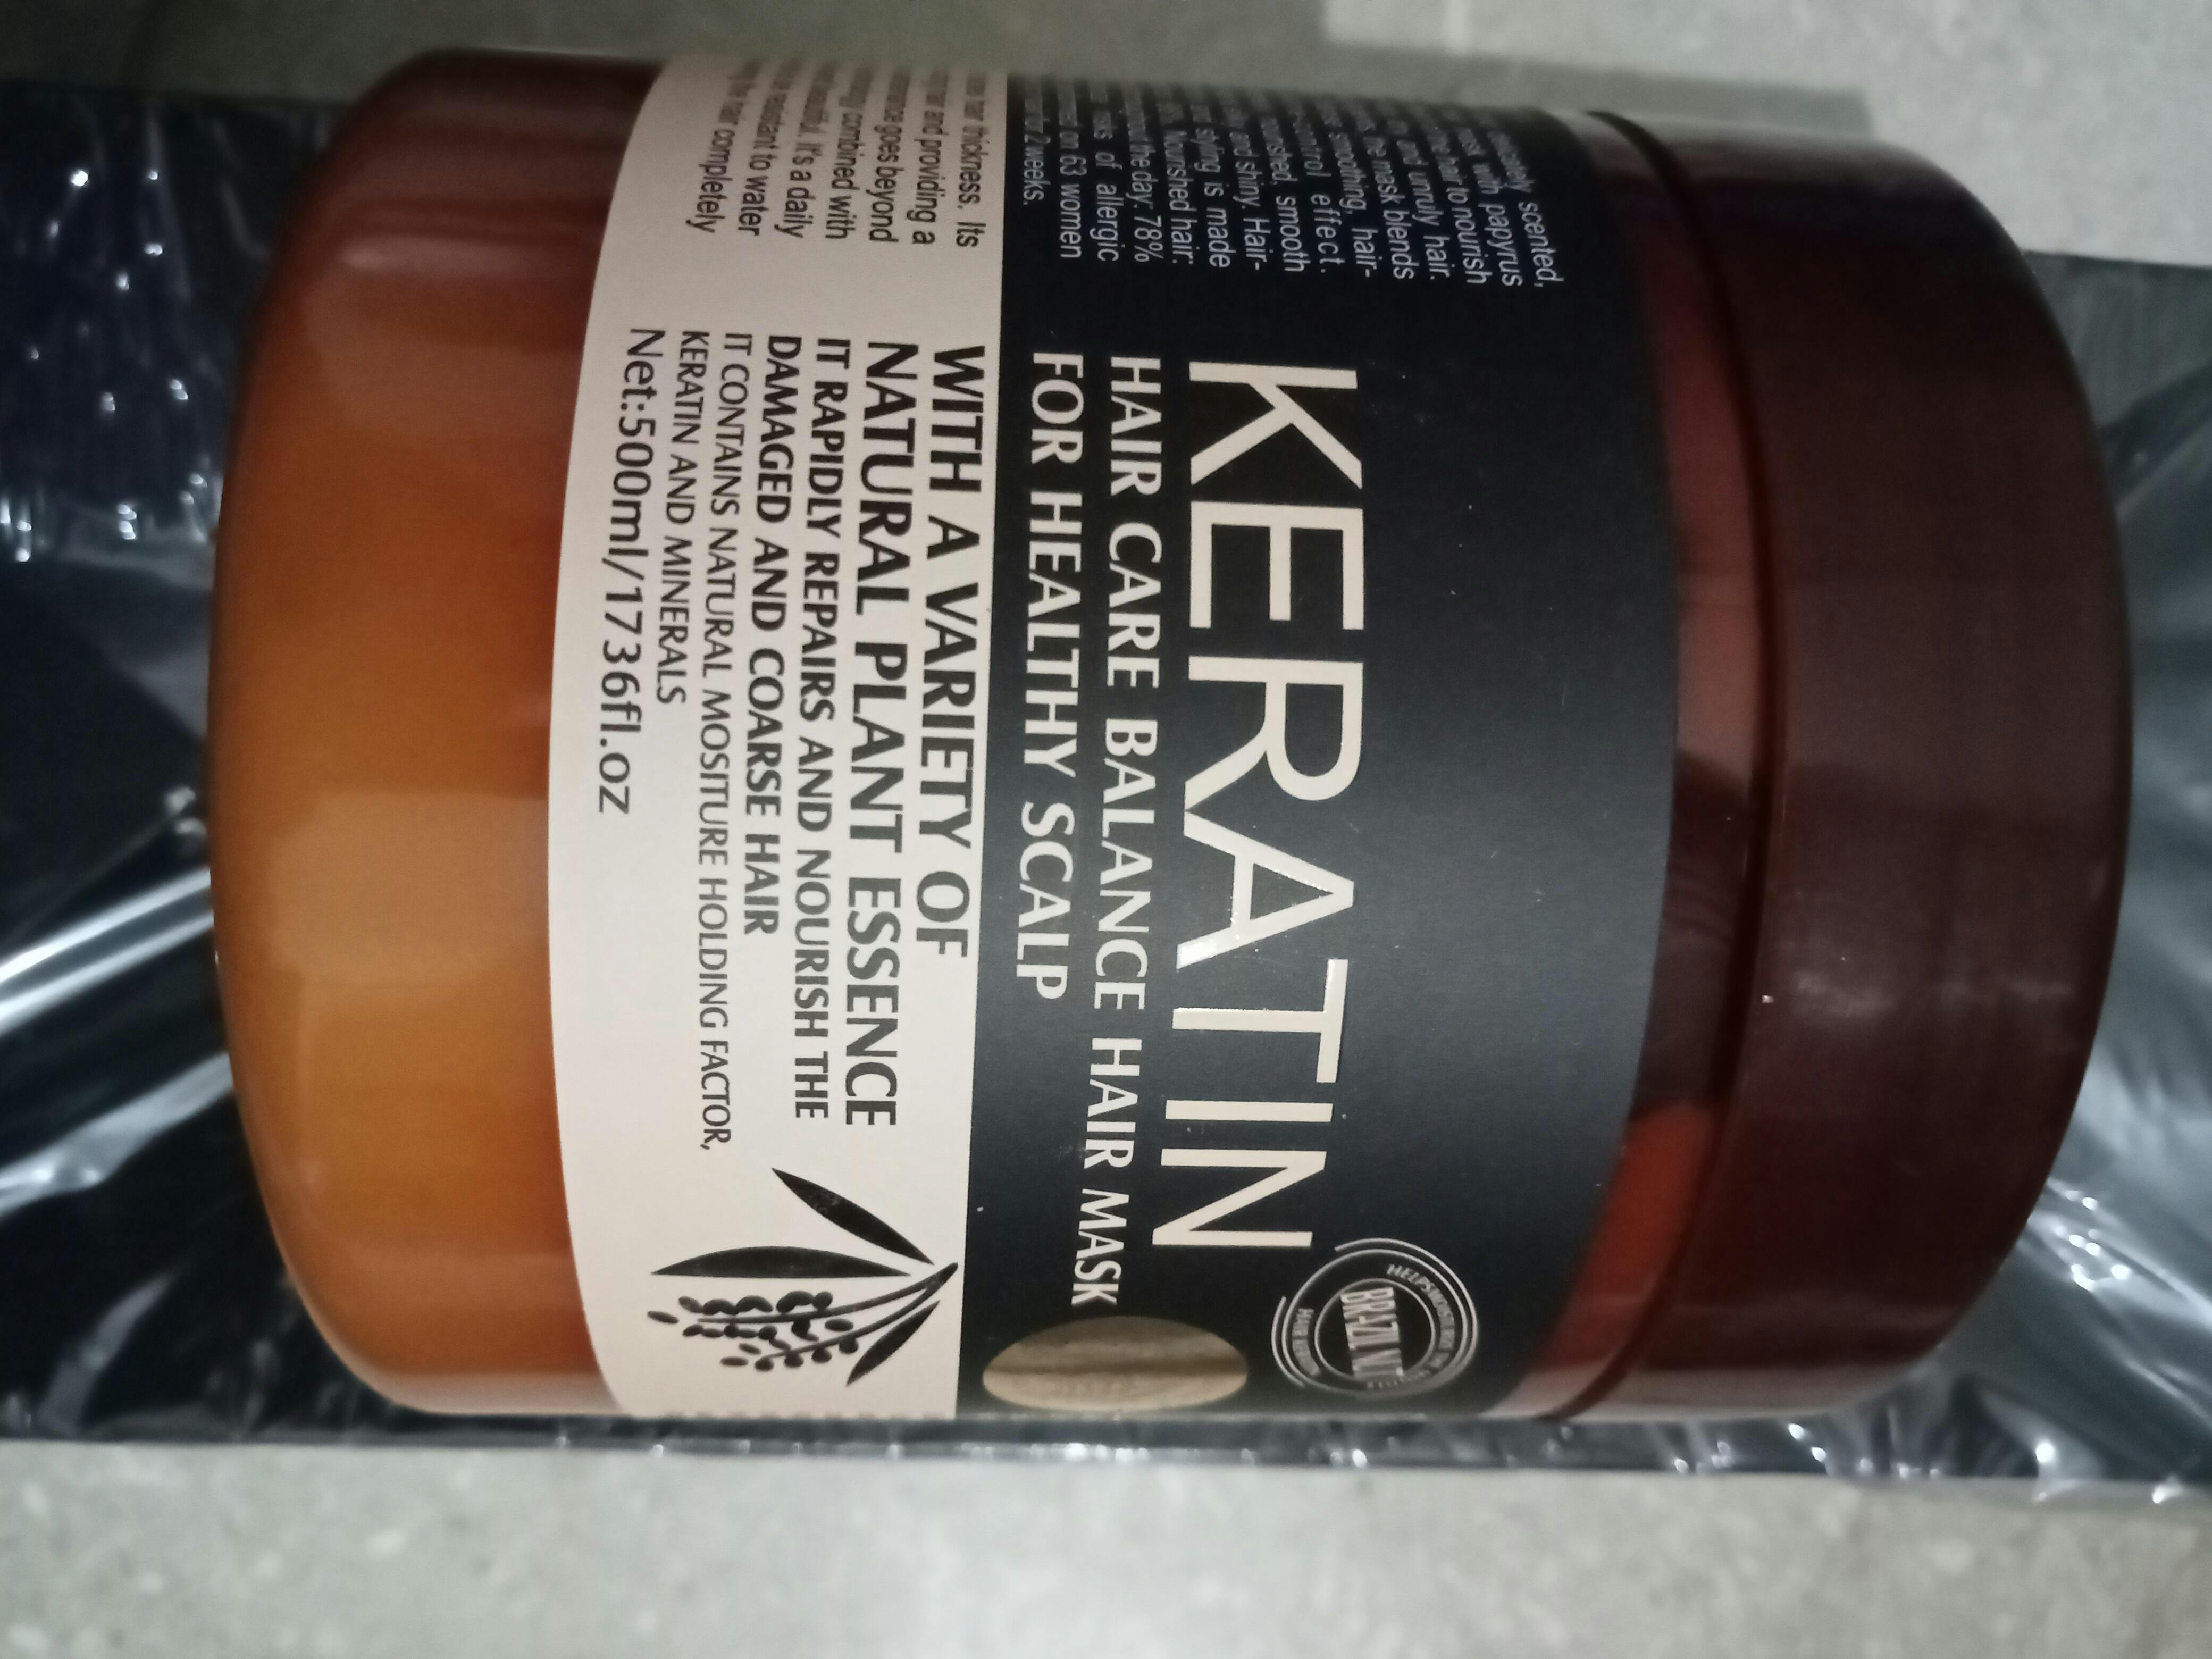 KERATIN
HAIR CARE BALANCE HAIR MASK
FOR HEALTHY SCALP
WITH A VARIETY OF
NATURAL PLANT ESSENCE
IT RAPIDLY REPAIRS AND NOURISH THE
DAMAGED AND COARSE HAIR
IT CONTAINS NATURAL MOSITURE HOLDING FACTOR,
KERATIN AND MINERALS
Net:500ml/1736fl.oz
scented,
with papyrus
hair to nourish
and unruly hair.
mask blends
smoothing, hair-
control effect.
nourished, smooth
and shiny. Hair-
styling is made
Nourished hair:
the day, 78%
risks of allergic
on 63 women
2 weeks.
hair thickness. Its
and providing a
goes beyond
combined with
It's a daily
resistant to water
hair completely